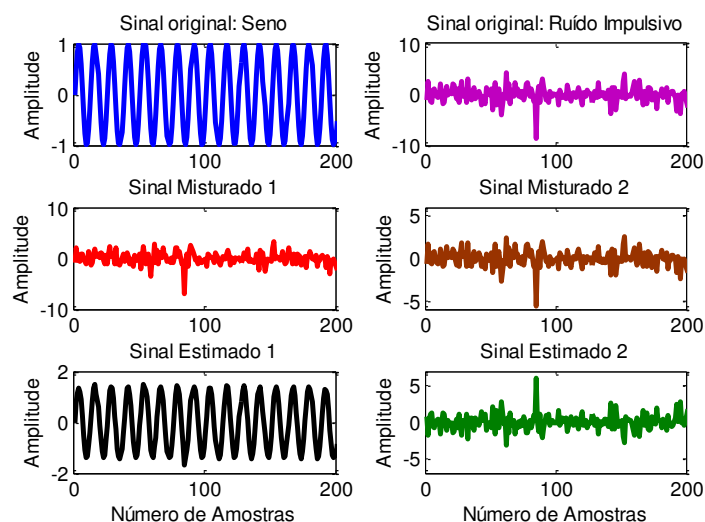 Sinal original: Seno
Amplitude
1
0
-1
0
100
200
Sinal original: Ruído Impulsivo
Amplitude
10
0
-10
0
100
200
Sinal Misturado 1
Amplitude
10
0
-10
0
100
200
Sinal Misturado 2
Amplitude
5
0
-5
0
100
200
Sinal Estimado 1
Amplitude
2
0
-2
0
100
200
Número de Amostras
Sinal Estimado 2
Amplitude
5
0
-5
0
100
200
Número de Amostras